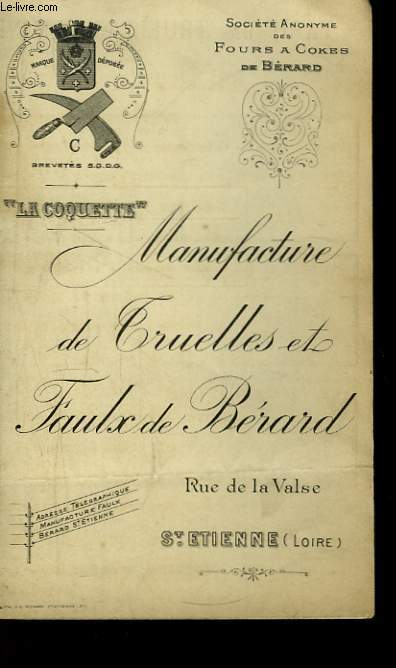 Le-livre.com
MARQUE DÉPOSÉE
C
BREVETÉS S.G.D.G.
"LA COQUETTE"
SOCIÉTÉ ANONYME
DES
FOURS A COKES
DE BÉRARD
Manufacture
de Truelles et
Faulx de Bérard
Rue de la Valse
ST ETIENNE (LOIRE)
ADRESSE TÉLÉGRAPHIQUE
MANUFACTURE FAULX
BÉRARD ST ÉTIENNE